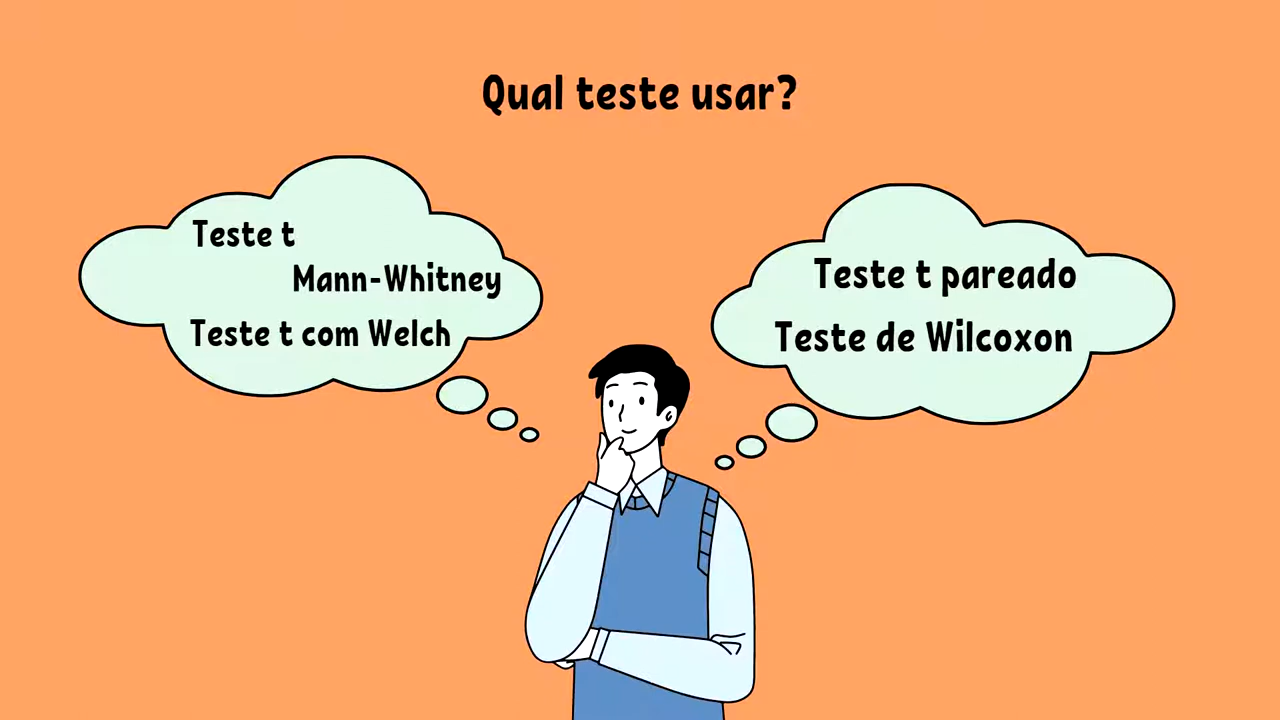 Qual teste usar?
Teste t
Mann-Whitney
Teste t com Welch
Teste t pareado
Teste de Wilcoxon